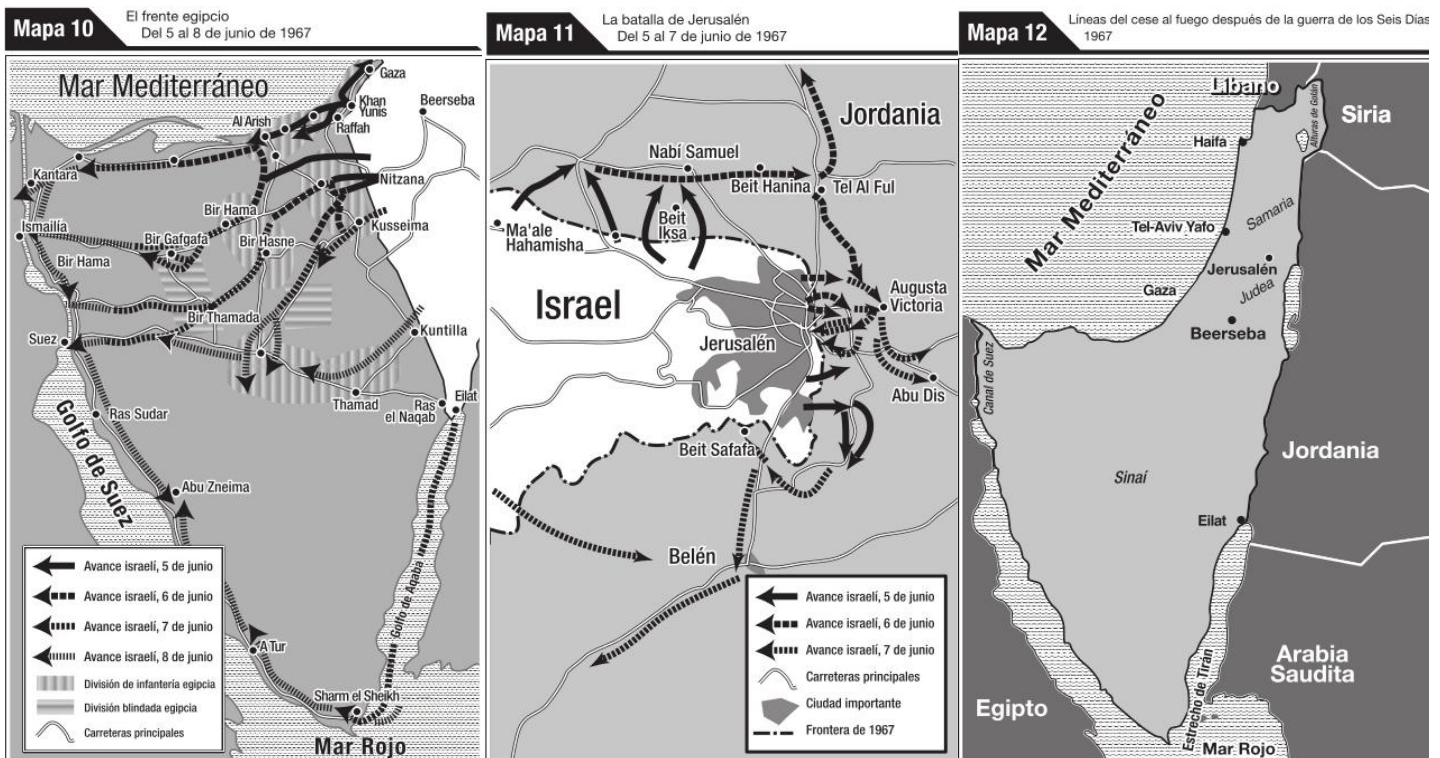 Mapa 10
El frente egipcio
Del 5 al 8 de junio de 1967
Mar Mediterráneo
Gaza
Khan
Yunis
Beerseba
Al Arish
Raffah
Kantara
Nitzana
Bir Hama
Kusseima
Ismailía
Bir Gafgafa
Bir Hasne
Bir Hama
Bir Thamada
Kuntilla
Suez
Thamad
Ras
el Naqab
Eilat
Ras Sudar
Golfo de Suez
Abu Zneima
Golfo de Aqaba
A Tur
Sharm el Sheikh
Mar Rojo
Avance israelí, 5 de junio
Avance israelí, 6 de junio
Avance israelí, 7 de junio
Avance israelí, 8 de junio
División de infantería egipcia
División blindada egipcia
Carreteras principales
Mapa 11
La batalla de Jerusalén
Del 5 al 7 de junio de 1967
Jordania
Nabí Samuel
Beit Hanina
Tel Al Ful
Ma'ale
Hahamisha
Beit
Iksa
Israel
Augusta
Victoria
Jerusalén
Abu Dis
Beit Safafa
Belén
Avance israelí, 5 de junio
Avance israelí, 6 de junio
Avance israelí, 7 de junio
Carreteras principales
Ciudad importante
Frontera de 1967
Mapa 12
Líneas del cese al fuego después de la guerra de los Seis Días
1967
Líbano
Siria
Alturas de Golán
Haifa
Mar Mediterráneo
Samaria
Tel-Aviv Yafo
Jerusalén
Gaza
Judea
Beerseba
Canal de Suez
Jordania
Sinaí
Eilat
Arabia
Saudita
Egipto
Estrecho de Tirán
Mar Rojo